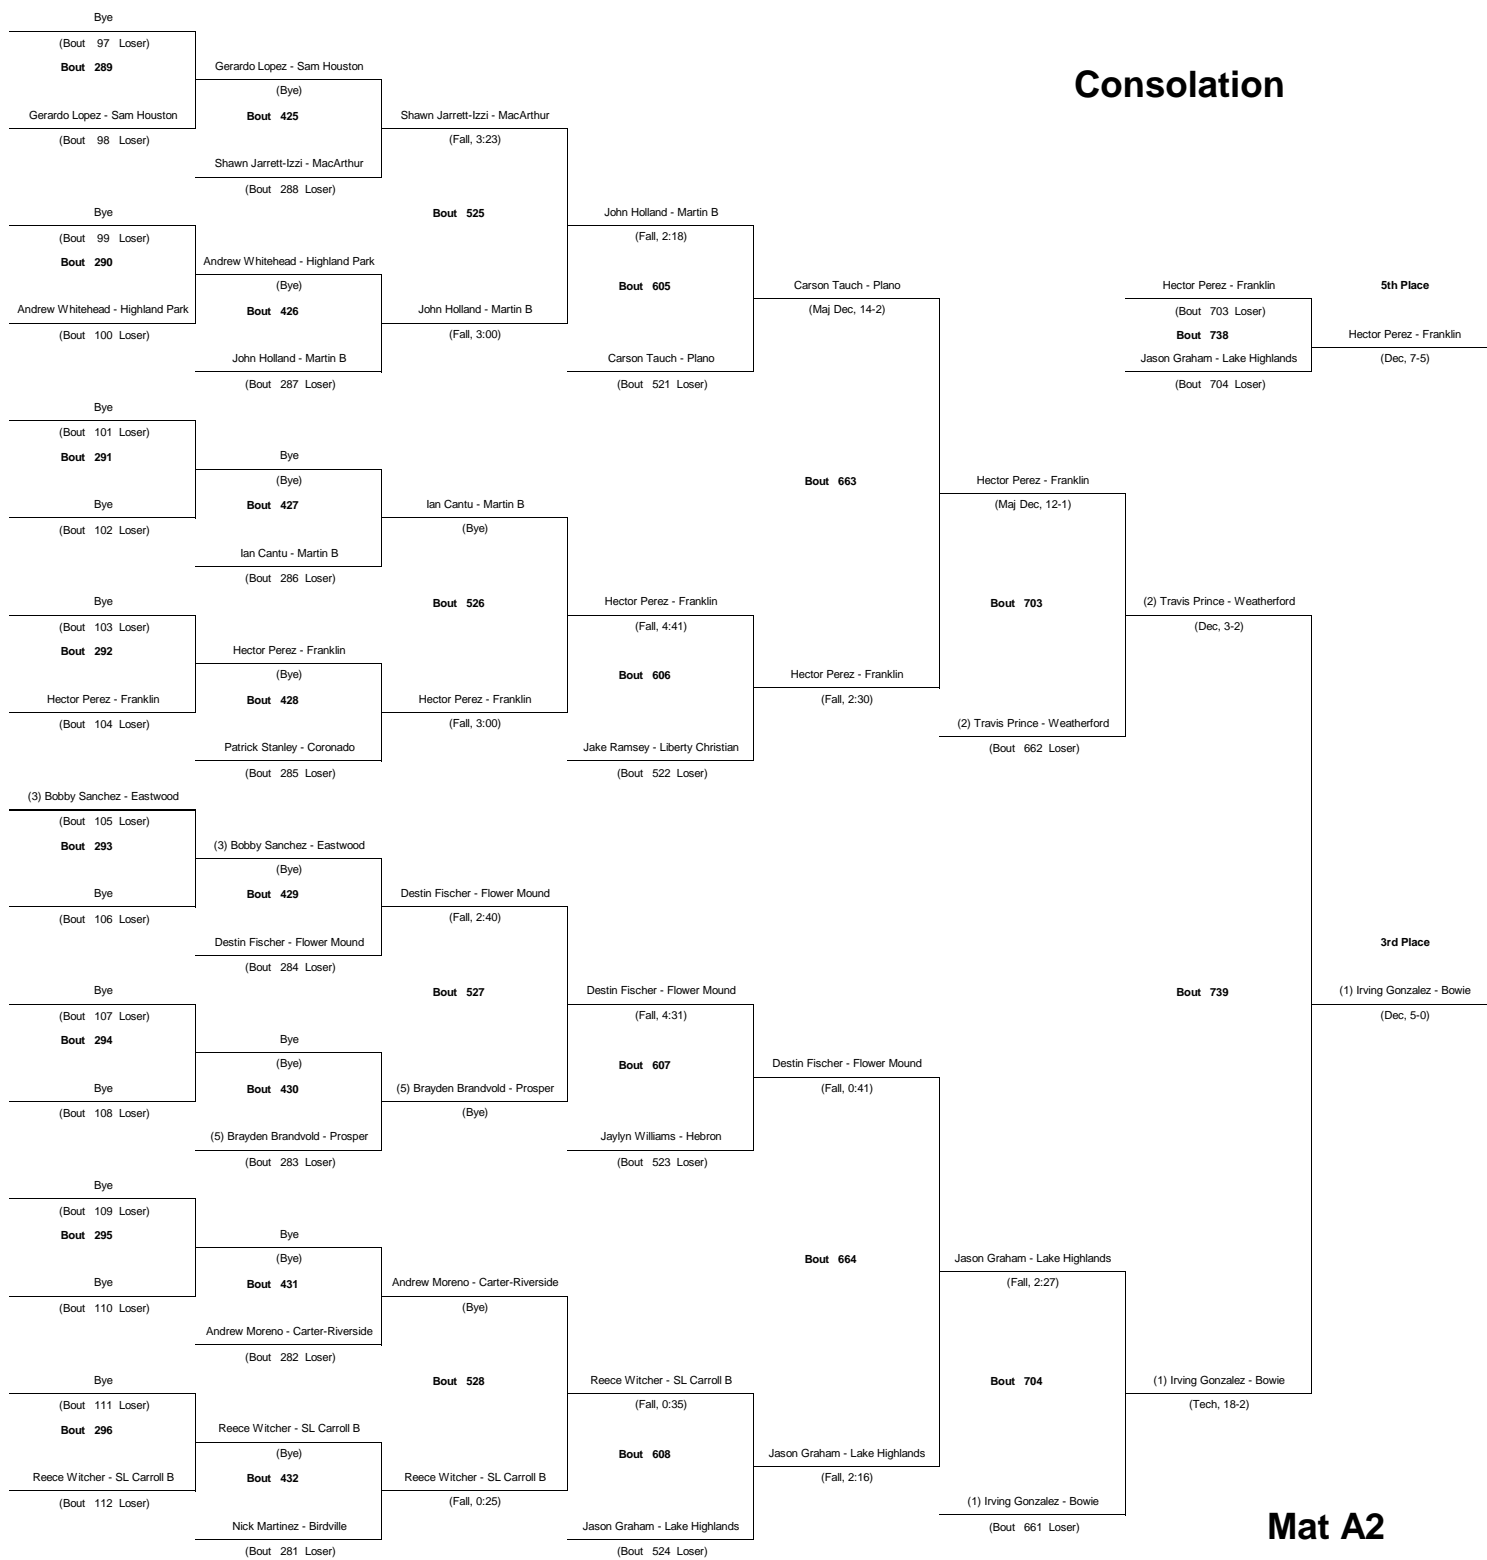 Consolation
Bye
(Bout 97 Loser)
Bout 289
Gerardo Lopez - Sam Houston
(Bout 98 Loser)
Bye
(Bout 99 Loser)
Bout 290
Andrew Whitehead - Highland Park
(Bout 100 Loser)
Bye
(Bout 101 Loser)
Bout 291
Bye
(Bout 102 Loser)
Bye
(Bout 103 Loser)
Bout 292
Hector Perez - Franklin
(Bout 104 Loser)
(3) Bobby Sanchez - Eastwood
(Bout 105 Loser)
Bout 293
Bye
(Bout 106 Loser)
Bye
(Bout 107 Loser)
Bout 294
Bye
(Bout 108 Loser)
Bye
(Bout 109 Loser)
Bout 295
Bye
(Bout 110 Loser)
Bye
(Bout 111 Loser)
Bout 296
Reece Witcher - SL Carroll B
(Bout 112 Loser)
Gerardo Lopez - Sam Houston
(Bye)
Bout 425
Shawn Jarrett-Izzi - MacArthur
(Bout 288 Loser)
Andrew Whitehead - Highland Park
(Bye)
Bout 426
John Holland - Martin B
(Bout 287 Loser)
Bye
(Bye)
Bout 427
Ian Cantu - Martin B
(Bout 286 Loser)
Hector Perez - Franklin
(Bye)
Bout 428
Patrick Stanley - Coronado
(Bout 285 Loser)
(3) Bobby Sanchez - Eastwood
(Bye)
Bout 429
Destin Fischer - Flower Mound
(Bout 284 Loser)
Bye
(Bye)
Bout 430
(5) Brayden Brandvold - Prosper
(Bout 283 Loser)
Bye
(Bye)
Bout 431
Andrew Moreno - Carter-Riverside
(Bout 282 Loser)
Reece Witcher - SL Carroll B
(Bye)
Bout 432
Nick Martinez - Birdville
(Bout 281 Loser)
Shawn Jarrett-Izzi - MacArthur
(Fall, 3:23)
Bout 525
John Holland - Martin B
(Fall, 3:00)
Ian Cantu - Martin B
(Bye)
Bout 526
Hector Perez - Franklin
(Fall, 3:00)
Destin Fischer - Flower Mound
(Fall, 2:40)
Bout 527
(5) Brayden Brandvold - Prosper
(Bye)
Andrew Moreno - Carter-Riverside
(Bye)
Bout 528
Reece Witcher - SL Carroll B
(Fall, 0:25)
John Holland - Martin B
(Fall, 2:18)
Bout 605
Carson Tauch - Plano
(Bout 521 Loser)
Hector Perez - Franklin
(Fall, 4:41)
Bout 606
Jake Ramsey - Liberty Christian
(Bout 522 Loser)
Destin Fischer - Flower Mound
(Fall, 4:31)
Bout 607
Jaylyn Williams - Hebron
(Bout 523 Loser)
Reece Witcher - SL Carroll B
(Fall, 0:35)
Bout 608
Jason Graham - Lake Highlands
(Bout 524 Loser)
Carson Tauch - Plano
(Maj Dec, 14-2)
Bout 663
Hector Perez - Franklin
(Fall, 2:30)
Destin Fischer - Flower Mound
(Fall, 0:41)
Bout 664
Jason Graham - Lake Highlands
(Fall, 2:16)
Hector Perez - Franklin
(Maj Dec, 12-1)
Bout 703
(2) Travis Prince - Weatherford
(Bout 662 Loser)
Jason Graham - Lake Highlands
(Fall, 2:27)
Bout 704
(1) Irving Gonzalez - Bowie
(Bout 661 Loser)
Hector Perez - Franklin
(Bout 703 Loser)
Bout 738
Jason Graham - Lake Highlands
(Bout 704 Loser)
(2) Travis Prince - Weatherford
(Dec, 3-2)
Bout 739
(1) Irving Gonzalez - Bowie
(Tech, 18-2)
5th Place
Hector Perez - Franklin
(Dec, 7-5)
3rd Place
(1) Irving Gonzalez - Bowie
(Dec, 5-0)
Mat A2